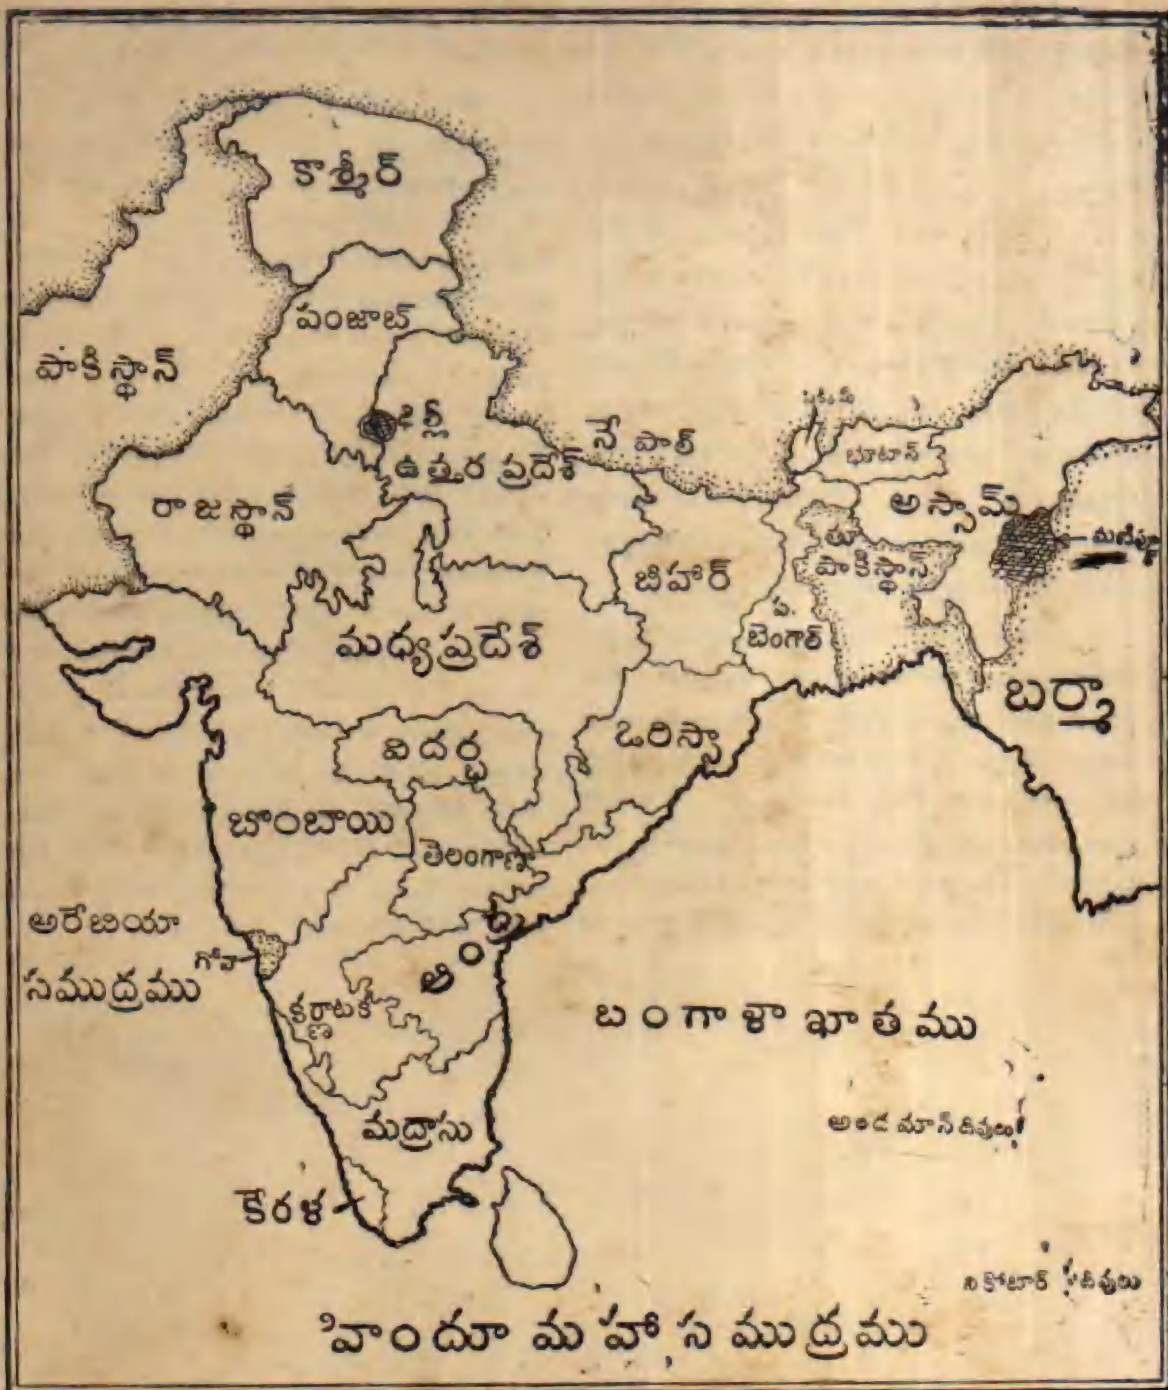 కాశ్మీర్
పంజాబ్
పాకిస్థాన్
ఢిల్లీ
నేపాల్
భూటాన్
ఉత్తర ప్రదేశ్
రాజస్థాన్
అస్సామ్
తూ
పాకిస్థాన్
బిహార్
ప.
బెంగాల్
మధ్యప్రదేశ్
బర్మా
ఒరిస్సా
విదర్భ
బొంబాయి
తెలంగాణా
అరేబియా
సముద్రము
గోవా
ఆంధ్ర
కర్ణాటక
బంగాళాఖాతము
అండమాన్ దీవులు
మద్రాసు
కేరళ
నికోబార్ దీవులు
హిందూ మహాసముద్రము